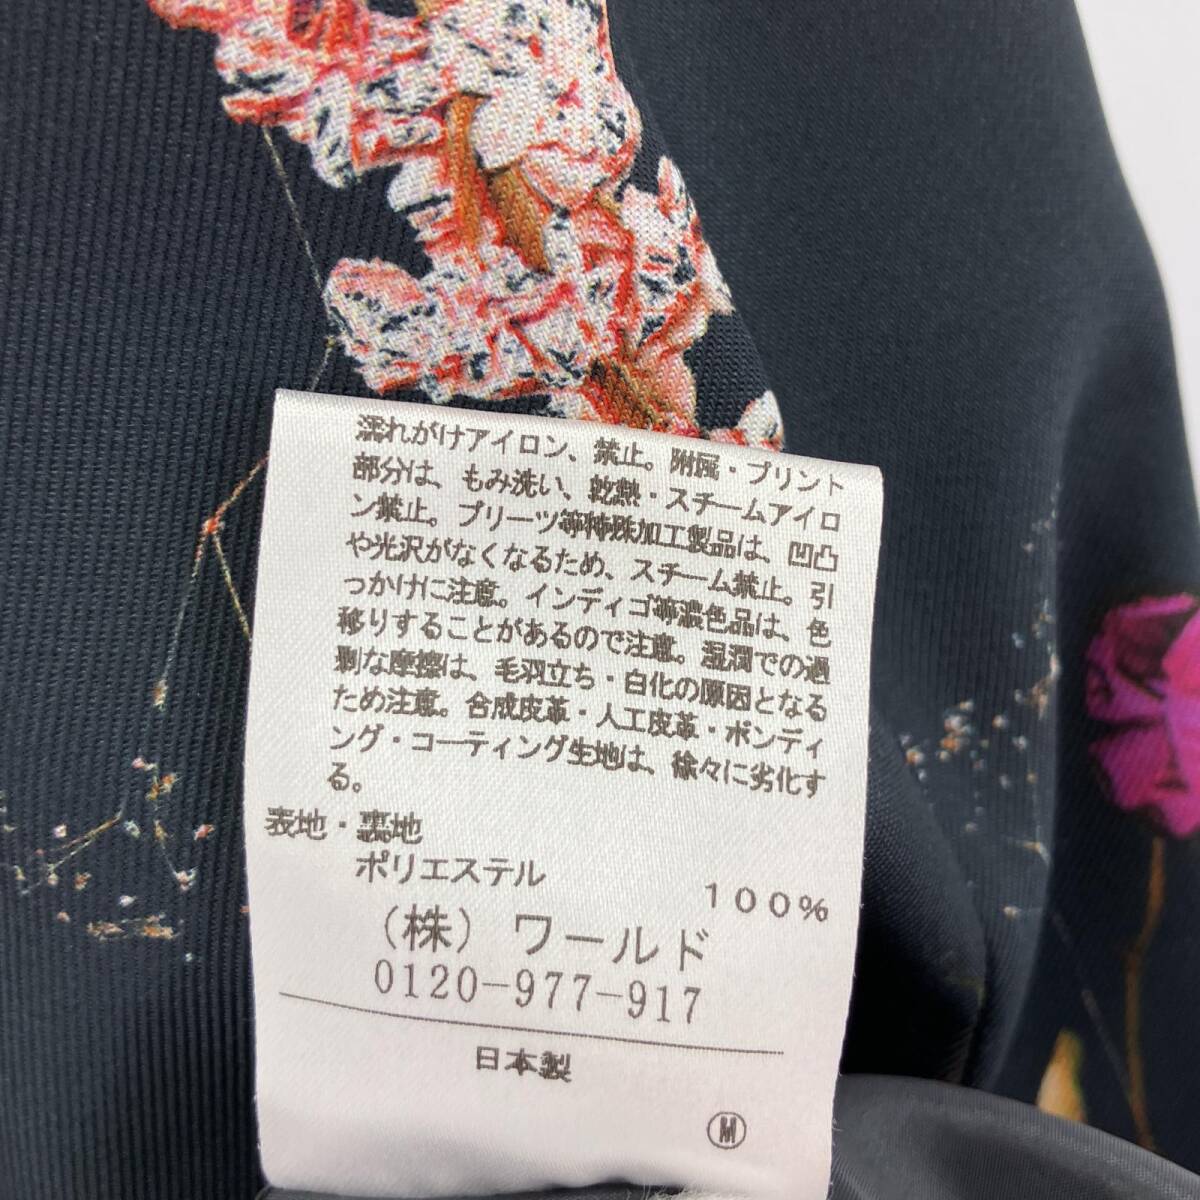 濡れがけアイロン、禁止。附属・プリント
部分は、もみ洗い、乾熱・スチームアイロ
ン禁止。プリーツ等特殊加工製品は、凹凸
や光沢がなくなるため、スチーム禁止。引
っかけに注意。インディゴ等濃色品は、色
移りすることがあるので注意。湿潤での過
剰な摩擦は、毛羽立ち・白化の原因となる
ため注意。合成皮革・人工皮革・ボンディ
ング・コーティング生地は、徐々に劣化す
る。
表地・裏地
ポリエステル 100%
(株) ワールド
0120-977-917
日本製
M